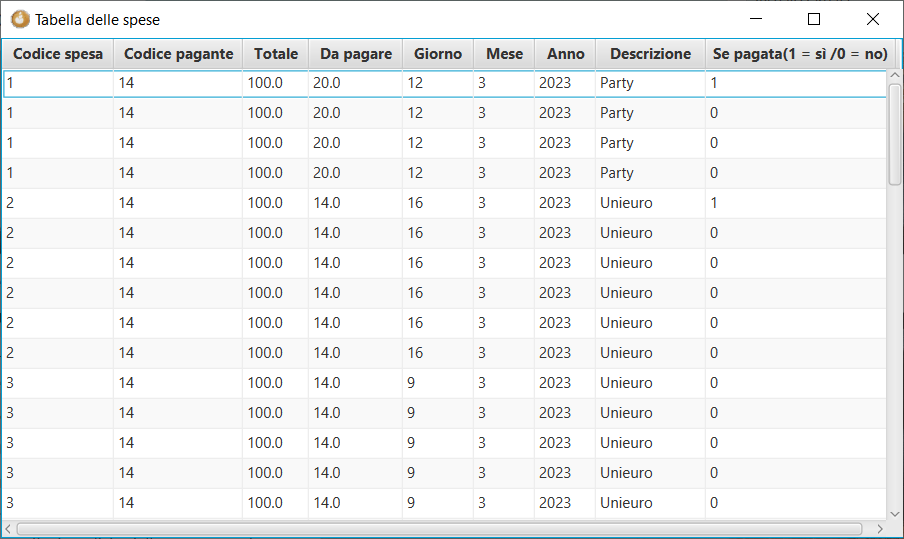 Tabella delle spese
Codice spesa Codice pagante Totale Da pagare Giorno Mese Anno Descrizione Se pagata(1 = sì /0 = no)
1 14 100.0 20.0 12 3 2023 Party 1
1 14 100.0 20.0 12 3 2023 Party 0
1 14 100.0 20.0 12 3 2023 Party 0
1 14 100.0 20.0 12 3 2023 Party 0
2 14 100.0 14.0 16 3 2023 Unieuro 1
2 14 100.0 14.0 16 3 2023 Unieuro 0
2 14 100.0 14.0 16 3 2023 Unieuro 0
2 14 100.0 14.0 16 3 2023 Unieuro 0
2 14 100.0 14.0 16 3 2023 Unieuro 0
2 14 100.0 14.0 16 3 2023 Unieuro 0
3 14 100.0 14.0 9 3 2023 Unieuro 0
3 14 100.0 14.0 9 3 2023 Unieuro 0
3 14 100.0 14.0 9 3 2023 Unieuro 0
3 14 100.0 14.0 9 3 2023 Unieuro 0
3 14 100.0 14.0 9 3 2023 Unieuro 0